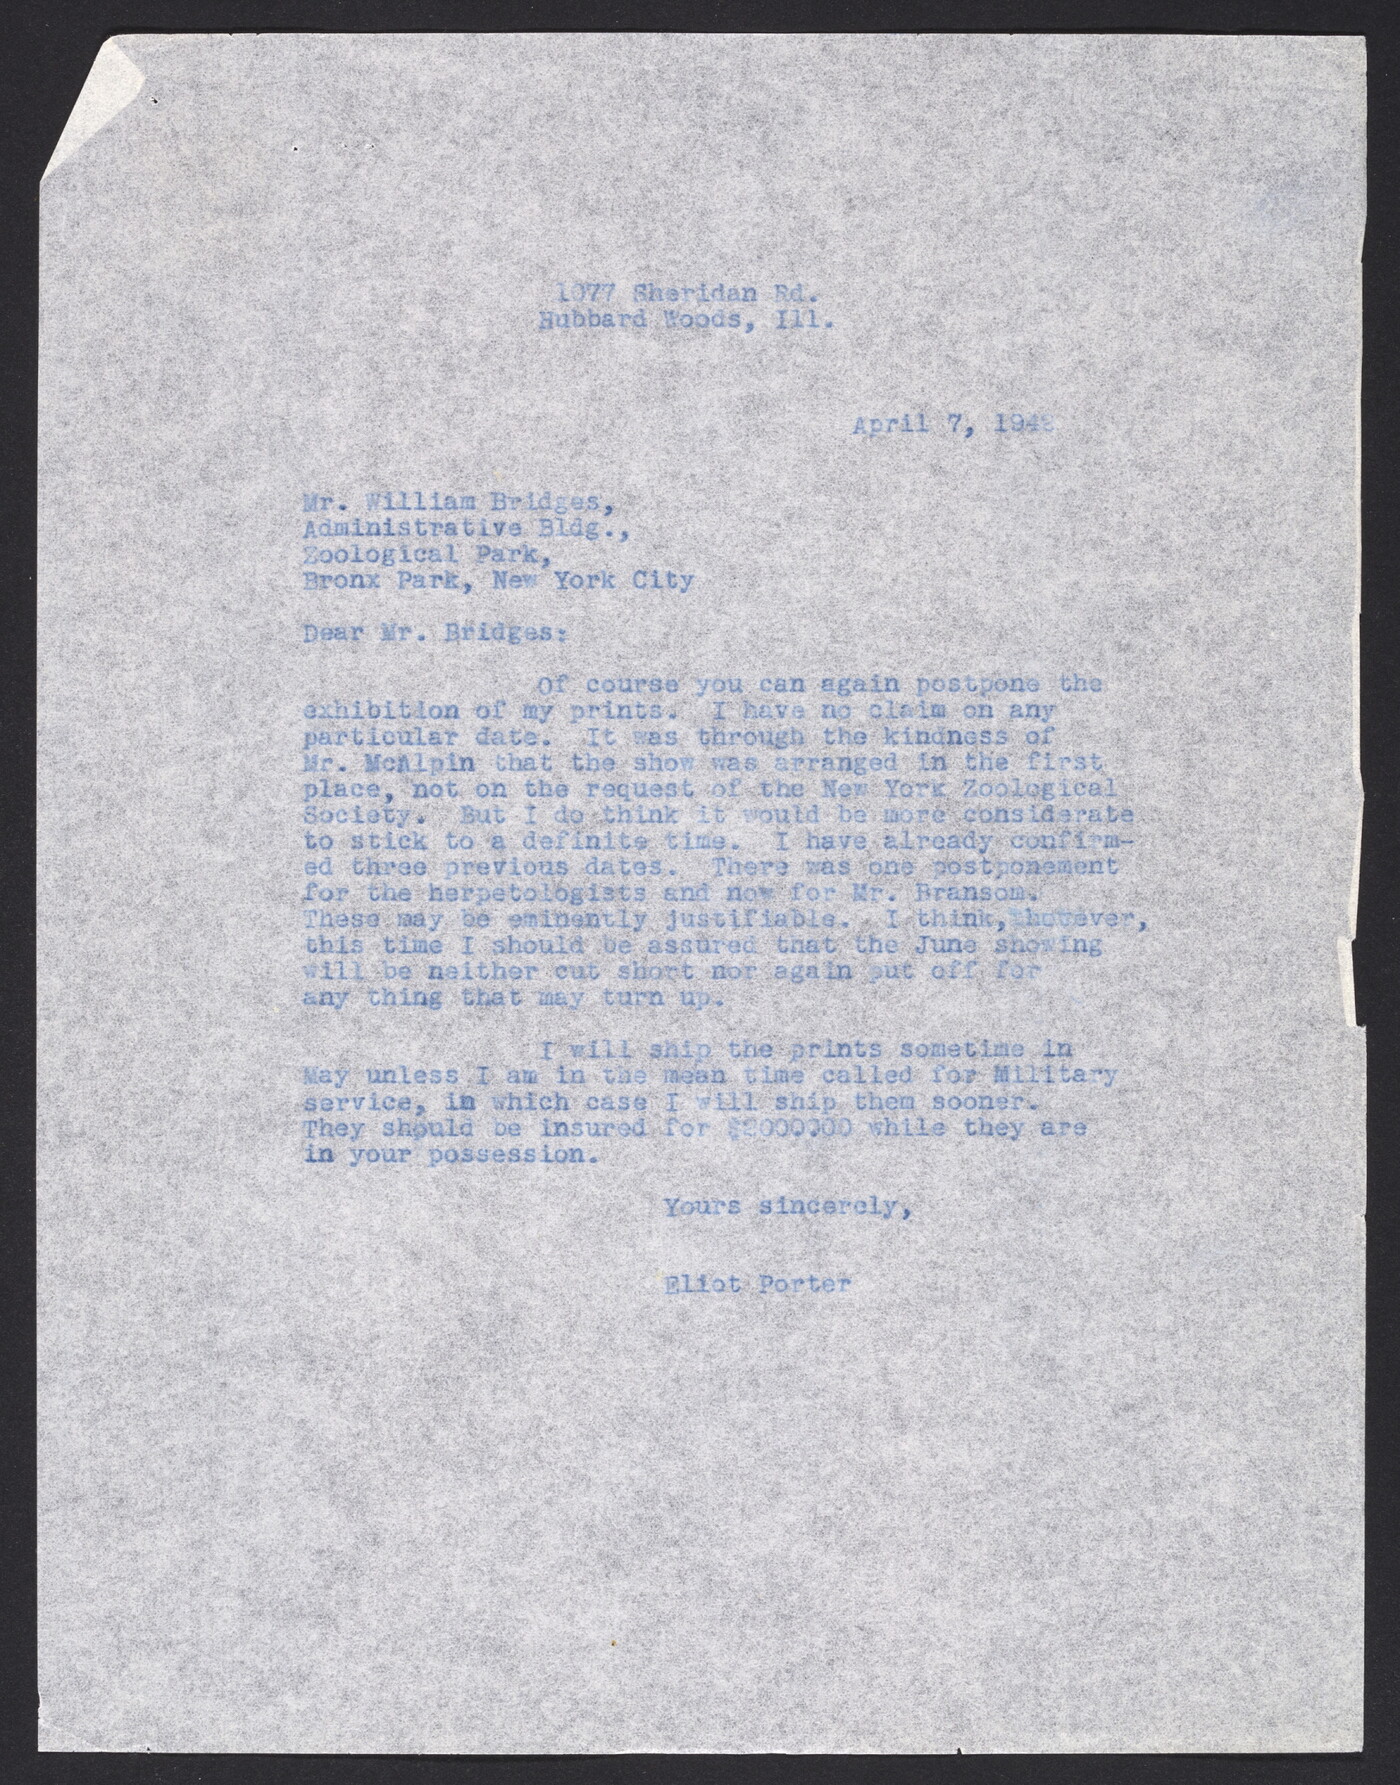 1077 Sheridan Rd.
Hubbard Woods, Ill.
April 7, 1942
Mr. William Bridges,
Administrative Bldg.,
Zoological Park,
Bronx Park, New York City
Dear Mr. Bridges:
Of course you can again postpone the
exhibition of my prints. I have no claim on any
particular date. It was through the kindness of
Mr. McAlpin that the show was arranged in the first
place, not on the request of the New York Zoological
Society. But I do think it would be more considerate
to stick to a definite time. I have already confirm-
ed three previous dates. There was one postponement
for the herpetologists and now for Mr. Bransom.
These may be eminently justifiable. I think, however,
this time I should be assured that the June showing
will be neither cut short nor again put off for
any thing that may turn up.
I will ship the prints sometime in
May unless I am in the mean time called for Military
service, in which case I will ship them sooner.
They should be insured for while they are
in your possession.
Yours sincerely,
Eliot Porter